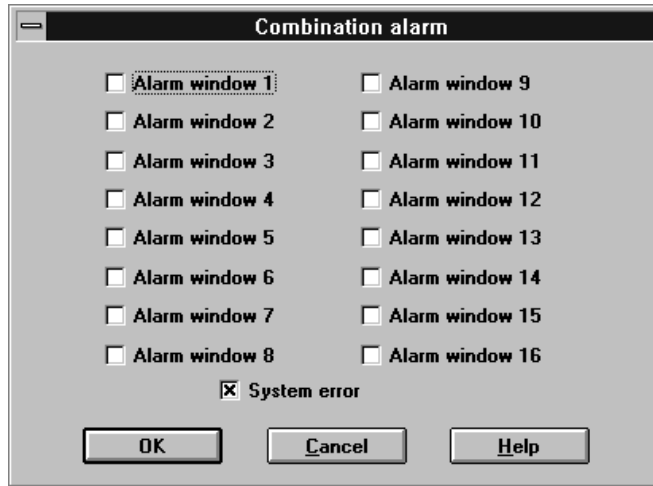 Combination alarm
Alarm window 1
Alarm window 2
Alarm window 3
Alarm window 4
Alarm window 5
Alarm window 6
Alarm window 7
Alarm window 8
Alarm window 9
Alarm window 10
Alarm window 11
Alarm window 12
Alarm window 13
Alarm window 14
Alarm window 15
Alarm window 16
System error
OK
Cancel
Help